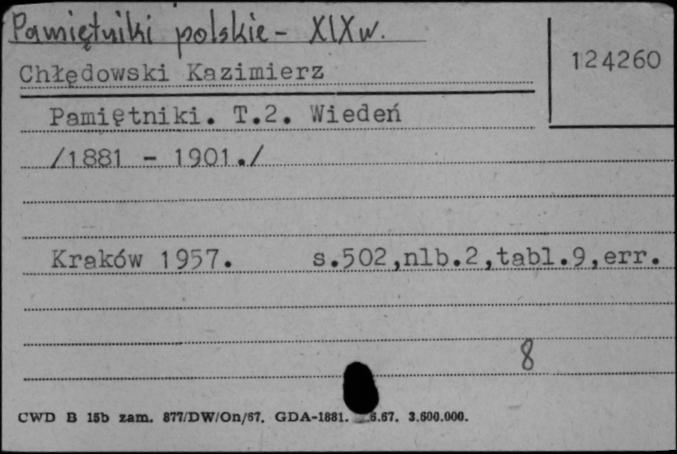 Pamiętniki polskie - XIX w.
124260
Chłędowski Kazimierz
Pamiętniki. T.2. Wiedeń
/1881 - 1901./
Kraków 1957. s.502,nlb.2,tabl.9,err.
8
CWD B 15b zam. 877/DW/On/67. GDA-1881. 6.67. 3.600.000.